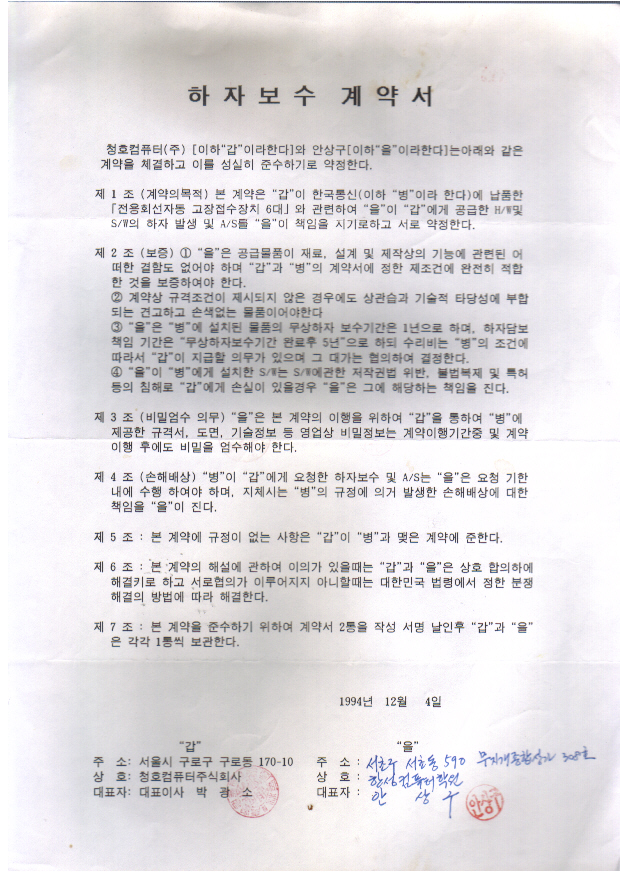 하자보수 계약서
청호컴퓨터(주) [이하"갑"이라한다]와 안상구[이하"을"이라한다]는아래와 같은
계약을 체결하고 이를 성실히 준수하기로 약정한다.
제 1 조 (계약의목적) 본 계약은 "갑"이 한국통신(이하 "병"이라 한다)에 납품한
「전용회선자동 고장접수장치 6대」와 관련하여 "을"이 "갑"에게 공급한 H/W및
S/W의 하자 발생 및 A/S를 "을"이 책임을 지기로하고 서로 약정한다.
제 2 조 (보증) ① "을"은 공급물품이 재료, 설계 및 제작상의 기능에 관련된 어
떠한 결함도 없어야 하며 "갑"과 "병"의 계약서에 정한 제조건에 완전히 적합
한 것을 보증하여야 한다.
② 계약상 규격조건이 제시되지 않은 경우에도 상관습과 기술적 타당성에 부합
되는 견고하고 손색없는 물품이어야한다
③ "을"은 "병"에 설치된 물품의 무상하자 보수기간은 1년으로 하며, 하자담보
책임 기간은 "무상하자보수기간 완료후 5년"으로 하되 수리비는 "병"의 조건에
따라서 "갑"이 지급할 의무가 있으며 그 대가는 협의하여 결정한다.
④ "을"이 "병"에게 설치한 S/W는 S/W에관한 저작권법 위반, 불법복제 및 특허
등의 침해로 "갑"에게 손실이 있을경우 "을"은 그에 해당하는 책임을 진다.
제 3 조 (비밀엄수 의무) "을"은 본 계약의 이행을 위하여 "갑"을 통하여 "병"에
제공한 규격서, 도면, 기술정보 등 영업상 비밀정보는 계약이행기간중 및 계약
이행 후에도 비밀을 엄수해야 한다.
제 4 조 (손해배상) "병"이 "갑"에게 요청한 하자보수 및 A/S는 "을"은 요청 기한
내에 수행 하여야 하며, 지체시는 "병"의 규정에 의거 발생한 손해배상에 대한
책임을 "을"이 진다.
제 5 조 : 본 계약에 규정이 없는 사항은 "갑"이 "병"과 맺은 계약에 준한다.
제 6 조 : 본 계약의 해설에 관하여 이의가 있을때는 "갑"과 "을"은 상호 합의하에
해결키로 하고 서로협의가 이루어지지 아니할때는 대한민국 법령에서 정한 분쟁
해결의 방법에 따라 해결한다.
제 7 조 : 본 계약을 준수하기 위하여 계약서 2통을 작성 서명 날인후 "갑"과 "을"
은 각각 1통씩 보관한다.
1994년 12월 4일
"갑"
주 소: 서울시 구로구 구로동 170-10
상 호: 청호컴퓨터주식회사
대표자: 대표이사 박 광 소
"을"
주 소 : 서초구 서초동 590 무지개종합상가 308호
상 호 : 한성컴퓨터학원
대표자 : 안 상 구